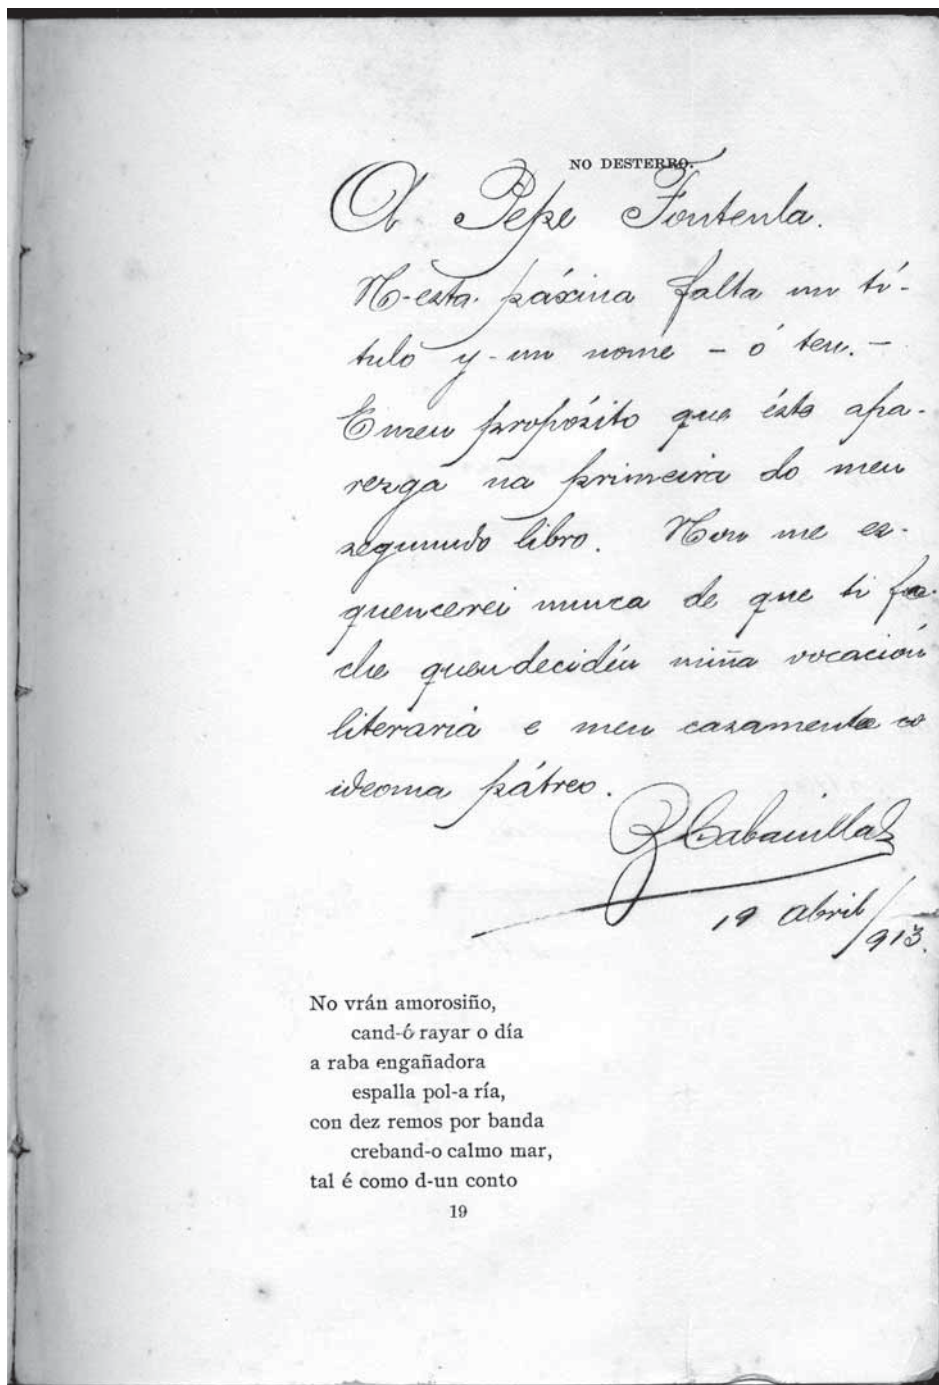 NO DESTERRO.
A Pepe Fontenla.
N-esta páxina falta un tí-
tulo y-un nome - ó teu. -
E meu propósito que ésto apa-
rezga na primeira do meu
segundo libro. Non me es-
quencerei nunca de que ti fo-
che quen decidéu miña vocación
literaria e meu casamento co
ideoma pátreo.
R Cabanillas
19 Abril/913.
No vrán amorosiño,
cand-ó rayar o día
a raba engañadora
espalla pol-a ría,
con dez remos por banda
creband-o calmo mar,
tal é como d-un conto
19